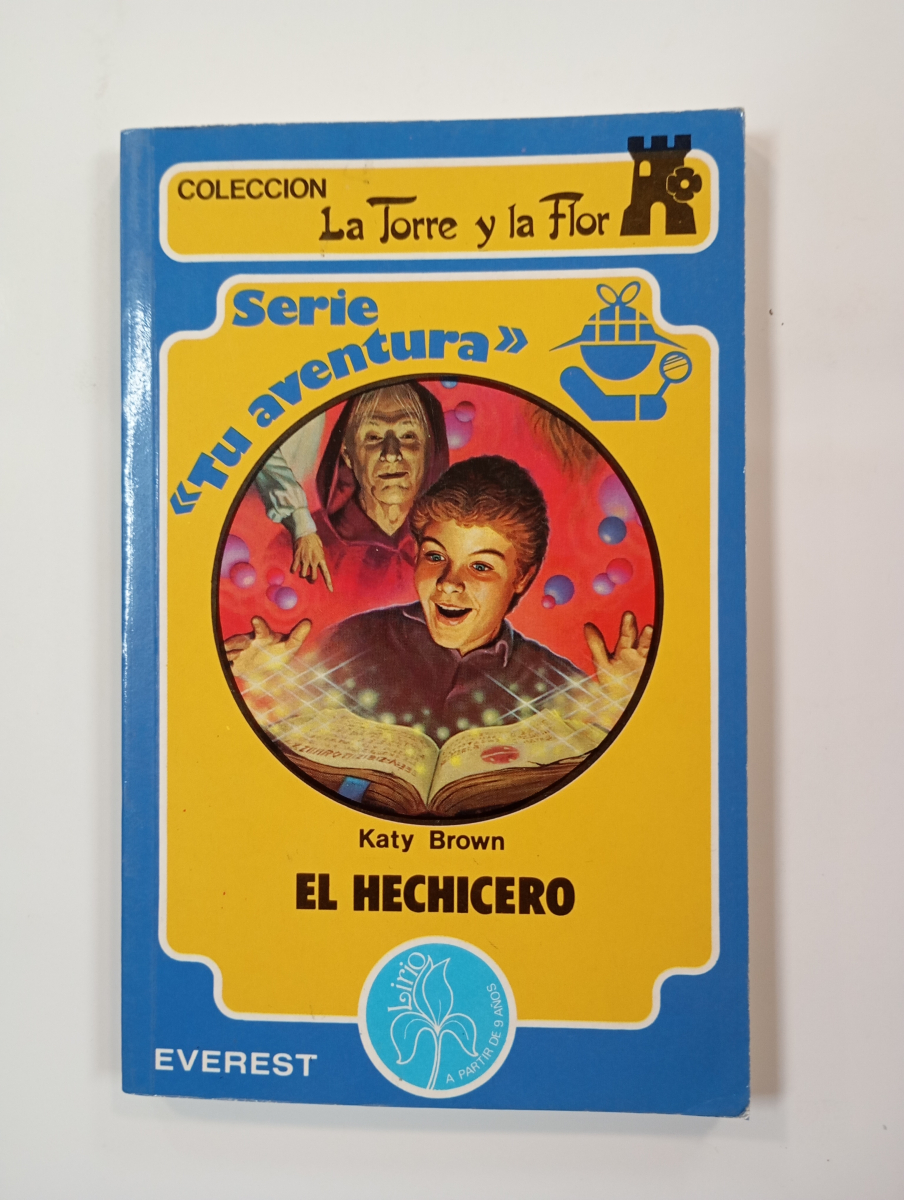 COLECCION
La Torre y la Flor
Serie
«Tu aventura»
Katy Brown
EL HECHICERO
Lirio
A PARTIR DE 9 AÑOS
EVEREST